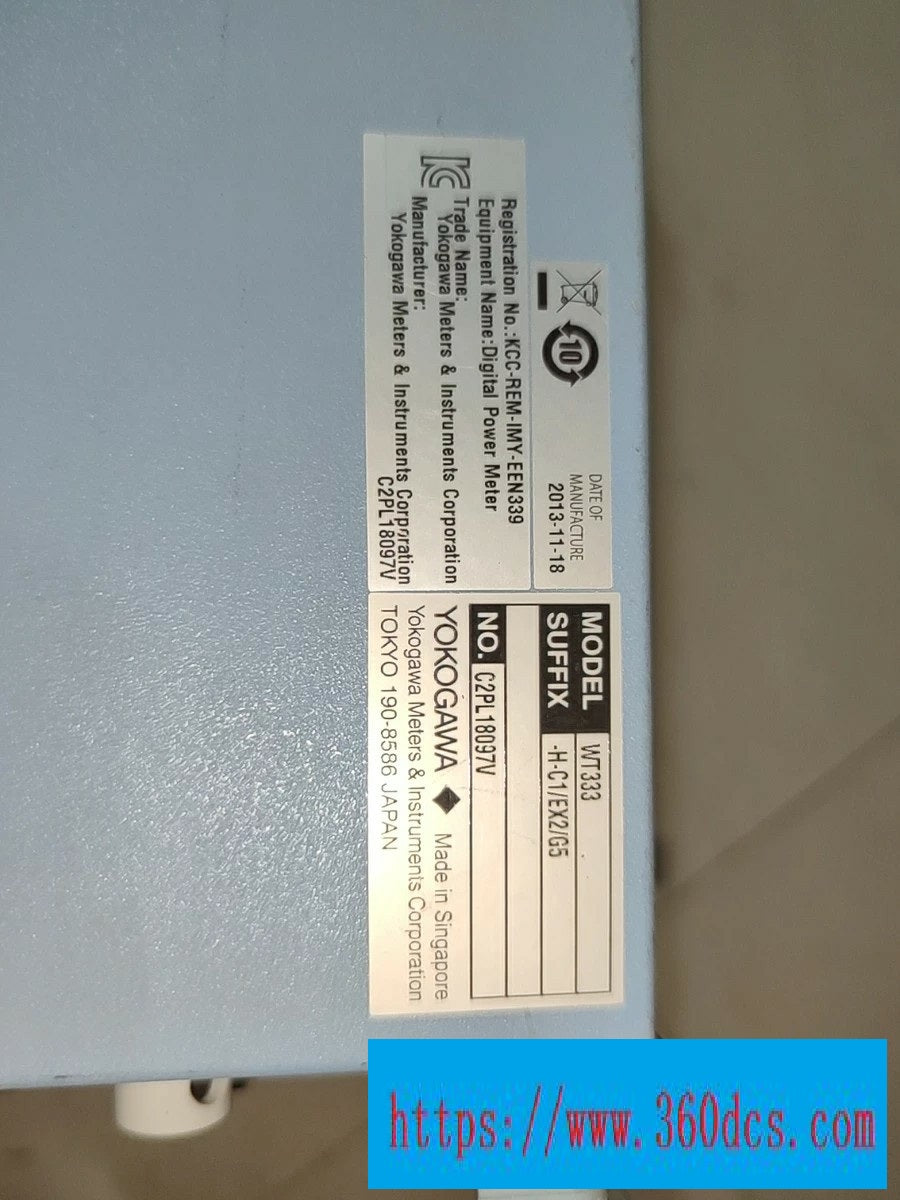 Registration No.:KCC-REM-IMY-EEN339
Equipment Name:Digital Power Meter
Trade Name:
Yokogawa Meters & Instruments Corporation
Manufacturer:
Yokogawa Meters & Instruments Corporation
C2PL18097V
10
DATE OF
MANUFACTURE
2013-11-18
MODEL WT333
SUFFIX -H-C1/EX2/G5
NO. C2PL18097V
YOKOGAWA Made in Singapore
Yokogawa Meters & Instruments Corporation
TOKYO 190-8586 JAPAN
https://www.360dcs.com